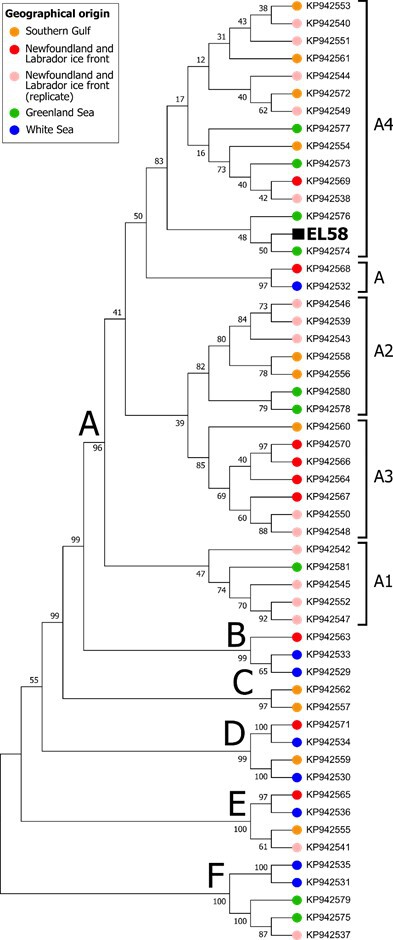 Geographical origin
Southern Gulf
Newfoundland and
Labrador ice front
Newfoundland and
Labrador ice front
(replicate)
Greenland Sea
White Sea
38 KP942553
43 KP942540
31 KP942551
12 KP942561
KP942544
40 KP942572
62 KP942549
17 KP942577
16 KP942554
73 KP942573
40 KP942569
42 KP942538
83 KP942576
48 EL58
50 KP942574
A4
50 KP942568
97 KP942532
A
73 KP942546
84 KP942539
80 KP942543
KP942558
78 KP942556
82 KP942580
79 KP942578
A2
41
39 KP942560
97 KP942570
40 KP942566
85 KP942564
69 KP942567
60 KP942550
88 KP942548
A3
A
96
KP942542
47 KP942581
74 KP942545
70 KP942552
92 KP942547
A1
99
B KP942563
99 KP942533
65 KP942529
99
C KP942562
97 KP942557
55
D 100 KP942571
KP942534
99 KP942559
100 KP942530
E 97 KP942565
KP942536
100 KP942555
61 KP942541
F 100 KP942535
KP942531
100 KP942579
100 KP942575
87 KP942537